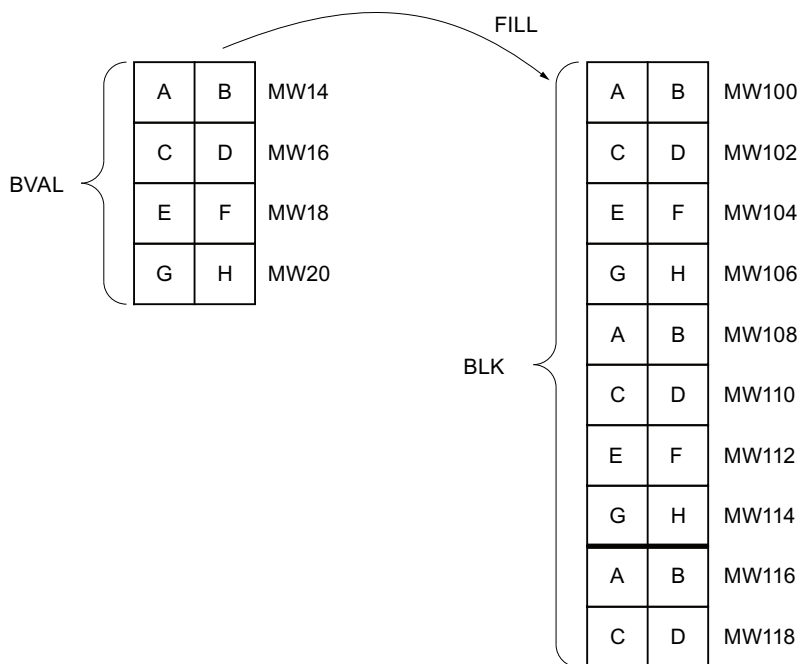 FILL
BVAL
A B MW14
C D MW16
E F MW18
G H MW20
BLK
A B MW100
C D MW102
E F MW104
G H MW106
A B MW108
C D MW110
E F MW112
G H MW114
A B MW116
C D MW118